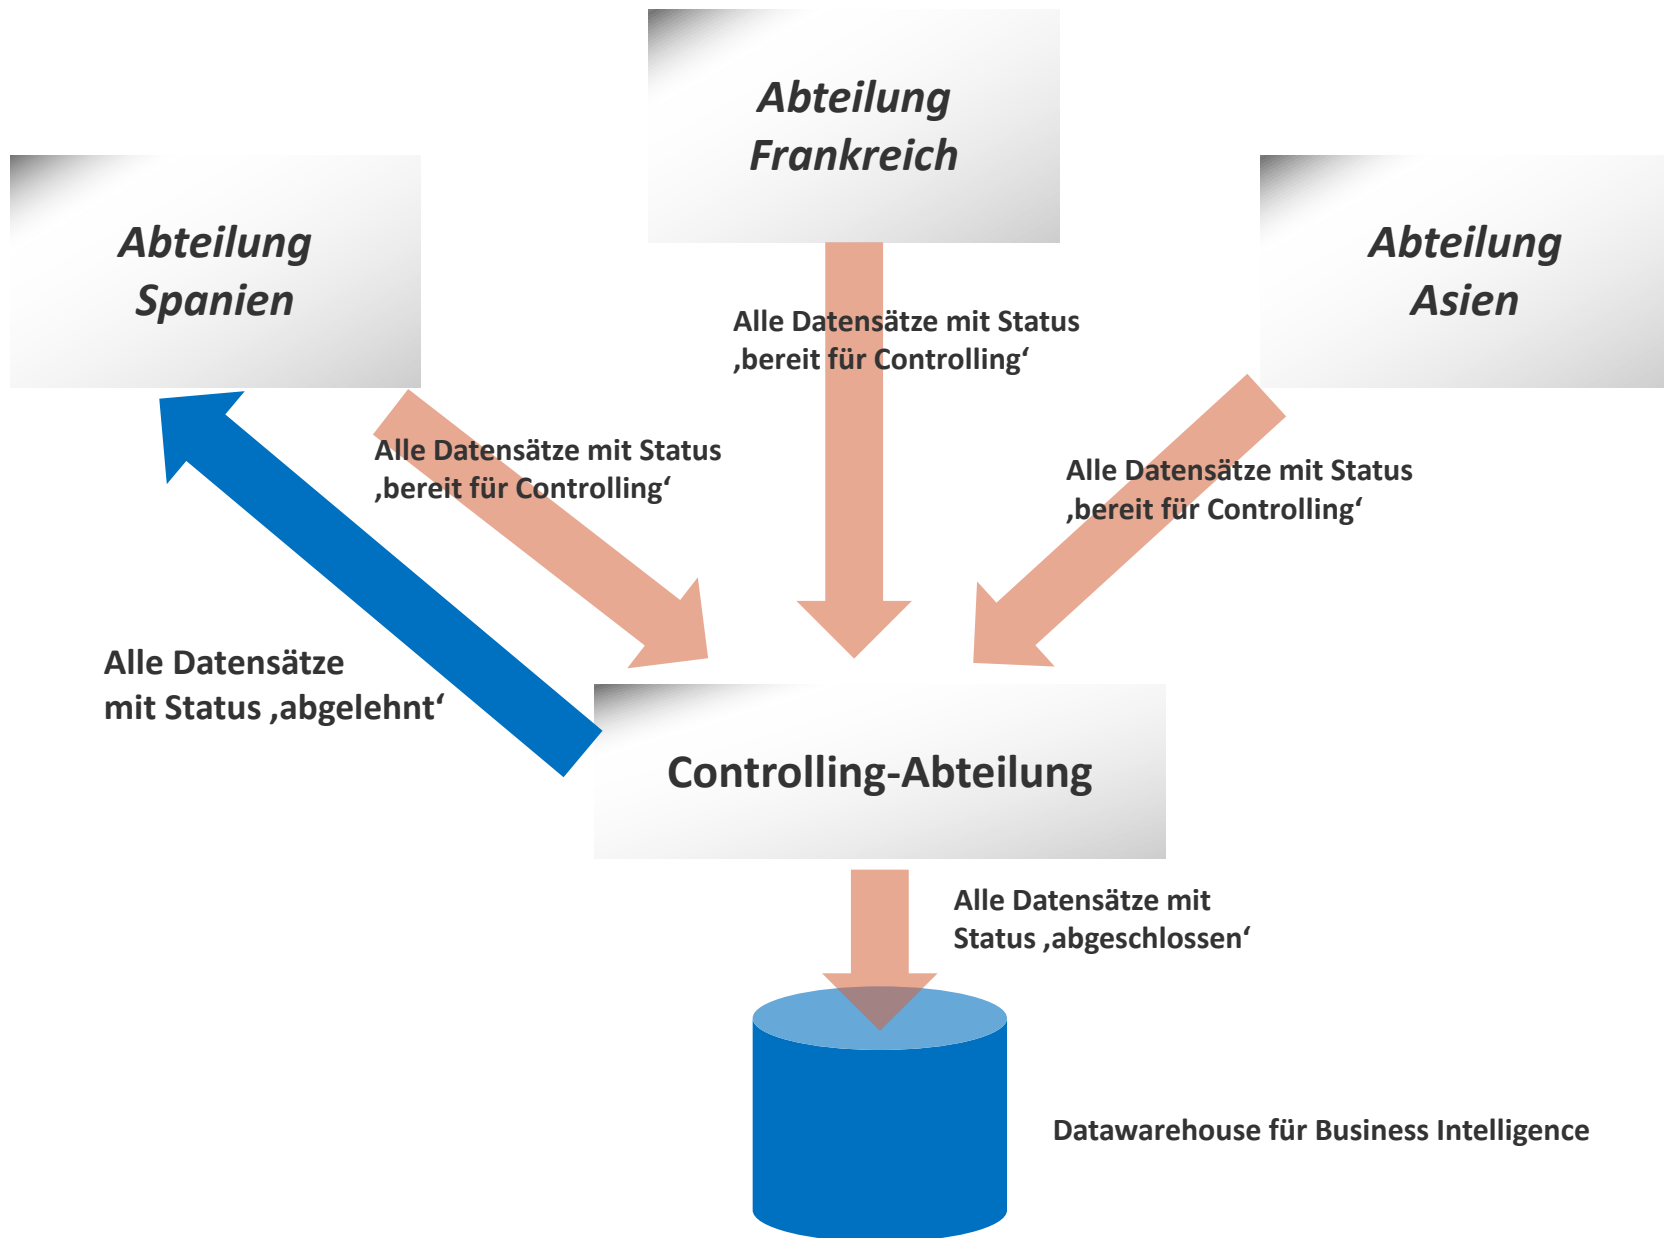 Abteilung
Frankreich
Abteilung
Spanien
Abteilung
Asien
Alle Datensätze mit Status
‚bereit für Controlling‘
Alle Datensätze mit Status
‚bereit für Controlling‘
Alle Datensätze mit Status
‚bereit für Controlling‘
Alle Datensätze
mit Status ‚abgelehnt‘
Controlling-Abteilung
Alle Datensätze mit
Status ‚abgeschlossen‘
Datawarehouse für Business Intelligence